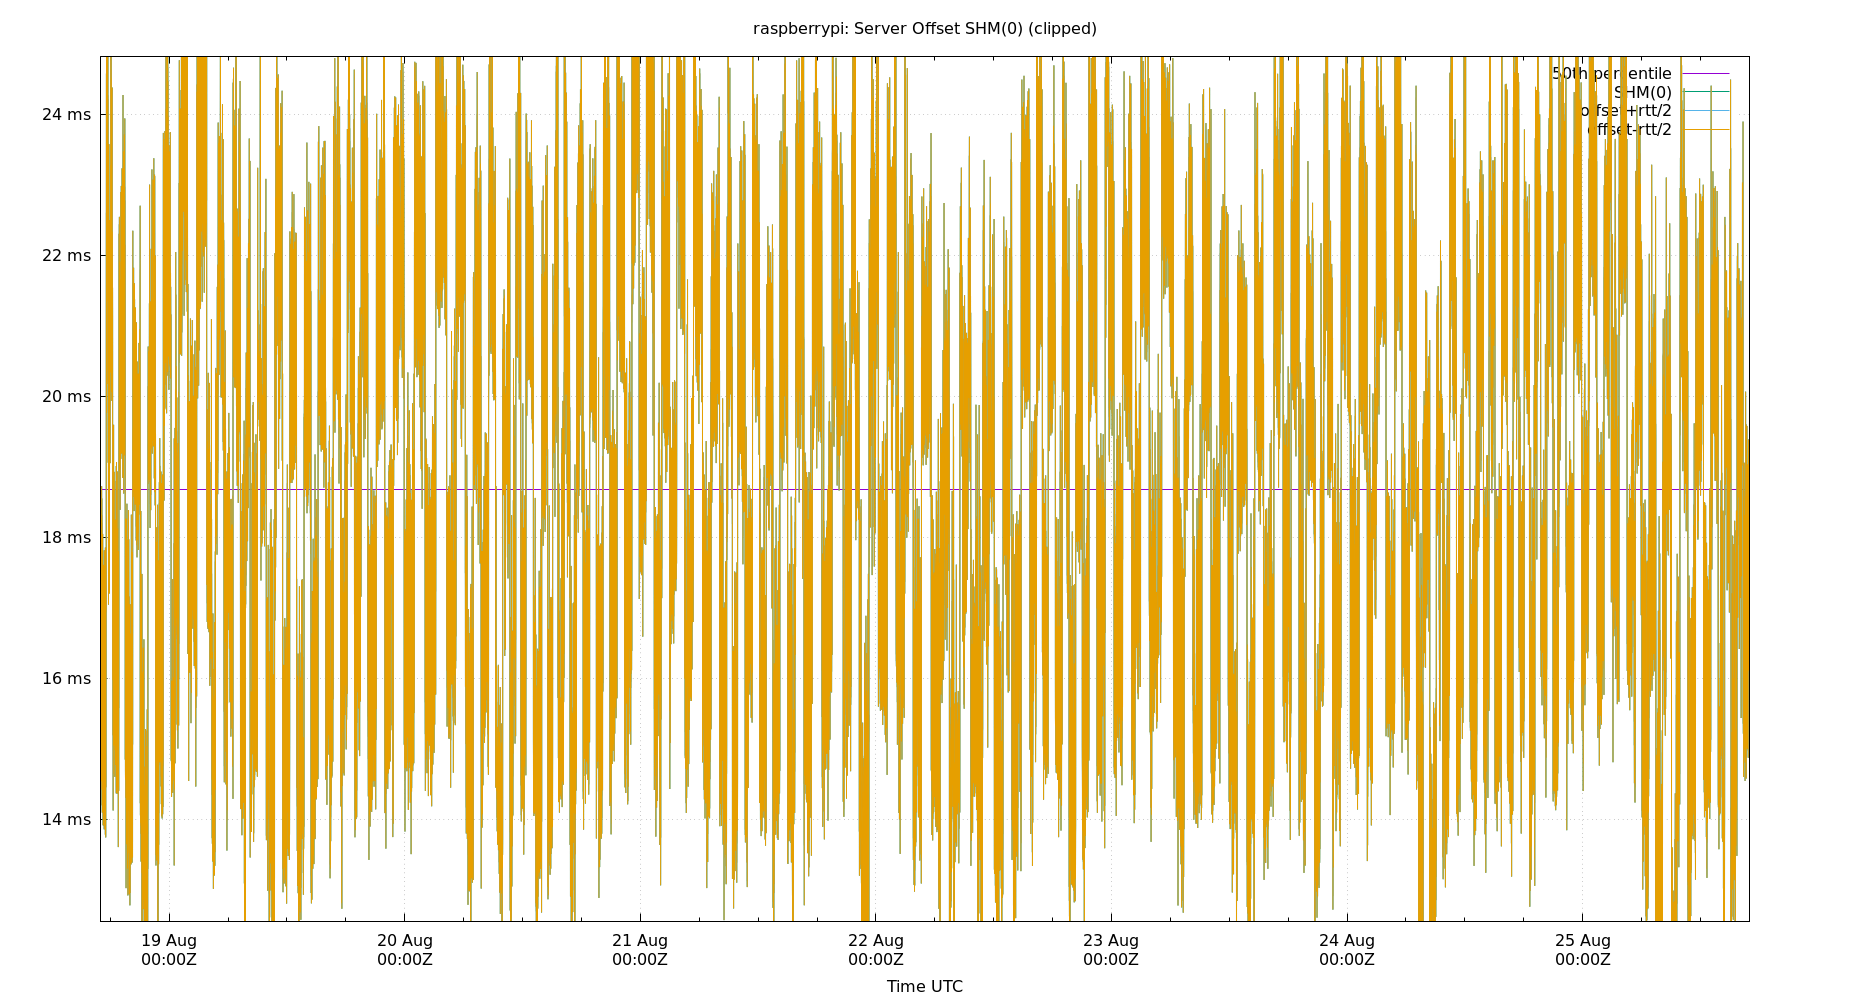 raspberrypi: Server Offset SHM(0) (clipped)
50th percentile
SHM(0)
offset+rtt/2
offset-rtt/2
24 ms
22 ms
20 ms
18 ms
16 ms
14 ms
19 Aug 20 Aug 21 Aug 22 Aug 23 Aug 24 Aug 25 Aug
00:00Z 00:00Z 00:00Z 00:00Z 00:00Z 00:00Z 00:00Z
Time UTC